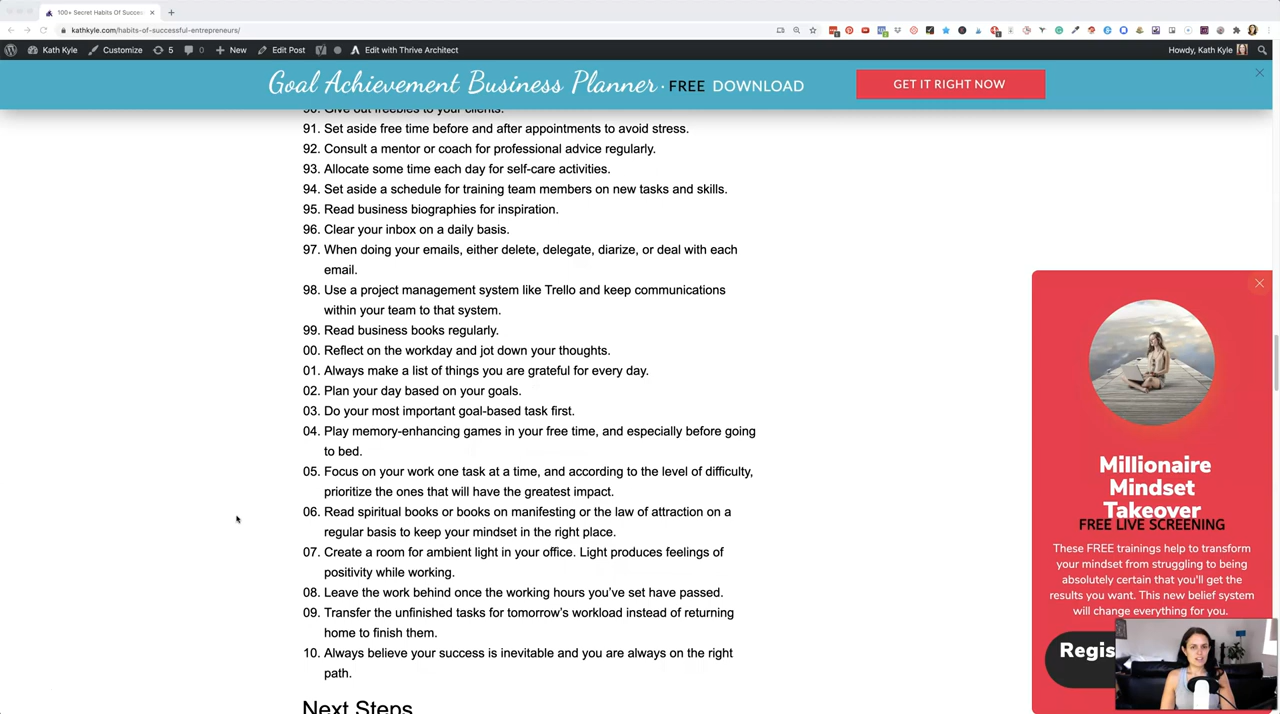 100+ Secret Habits Of Succes
kathkyle.com/habits-of-successful-entrepreneurs/
Kath Kyle Customize 5 0 New Edit Post Edit with Thrive Architect Howdy, Kath Kyle
Goal Achievement Business Planner · FREE DOWNLOAD GET IT RIGHT NOW
90. Give out freebies to your clients.
91. Set aside free time before and after appointments to avoid stress.
92. Consult a mentor or coach for professional advice regularly.
93. Allocate some time each day for self-care activities.
94. Set aside a schedule for training team members on new tasks and skills.
95. Read business biographies for inspiration.
96. Clear your inbox on a daily basis.
97. When doing your emails, either delete, delegate, diarize, or deal with each
email.
98. Use a project management system like Trello and keep communications
within your team to that system.
99. Read business books regularly.
00. Reflect on the workday and jot down your thoughts.
01. Always make a list of things you are grateful for every day.
02. Plan your day based on your goals.
03. Do your most important goal-based task first.
04. Play memory-enhancing games in your free time, and especially before going
to bed.
05. Focus on your work one task at a time, and according to the level of difficulty,
prioritize the ones that will have the greatest impact.
06. Read spiritual books or books on manifesting or the law of attraction on a
regular basis to keep your mindset in the right place.
07. Create a room for ambient light in your office. Light produces feelings of
positivity while working.
08. Leave the work behind once the working hours you've set have passed.
09. Transfer the unfinished tasks for tomorrow's workload instead of returning
home to finish them.
10. Always believe your success is inevitable and you are always on the right
path.
Next Steps
Millionaire
Mindset
Takeover
FREE LIVE SCREENING
These FREE trainings help to transform
your mindset from struggling to being
absolutely certain that you'll get the
results you want. This new belief system
will change everything for you.
Regis